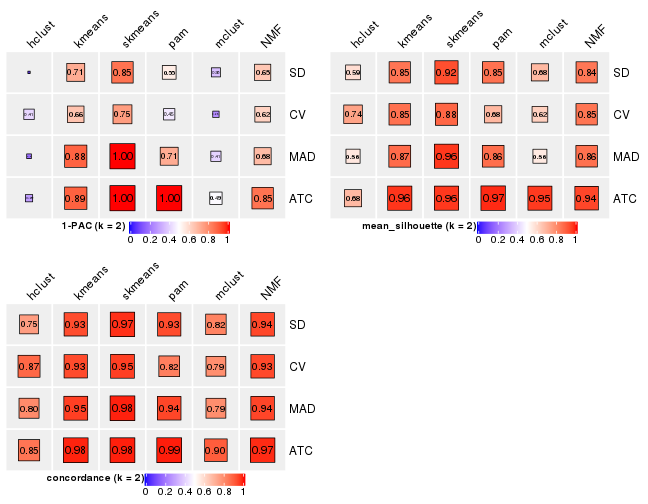 hclust kmeans skmeans pam mclust NMF
0.71 0.85 0.55 0.65 SD
0.41 0.66 0.75 0.45 0.62 CV
0.88 1.00 0.71 0.41 0.68 MAD
0.89 1.00 1.00 0.49 0.85 ATC
1-PAC (k = 2)
0 0.2 0.4 0.6 0.8 1
hclust kmeans skmeans pam mclust NMF
0.59 0.85 0.92 0.85 0.68 0.84 SD
0.74 0.85 0.88 0.68 0.62 0.85 CV
0.56 0.87 0.96 0.86 0.56 0.86 MAD
0.68 0.96 0.96 0.97 0.95 0.94 ATC
mean_silhouette (k = 2)
0 0.2 0.4 0.6 0.8 1
hclust kmeans skmeans pam mclust NMF
0.75 0.93 0.97 0.93 0.82 0.94 SD
0.87 0.93 0.95 0.82 0.79 0.93 CV
0.80 0.95 0.98 0.94 0.79 0.94 MAD
0.85 0.98 0.98 0.99 0.90 0.97 ATC
concordance (k = 2)
0 0.2 0.4 0.6 0.8 1